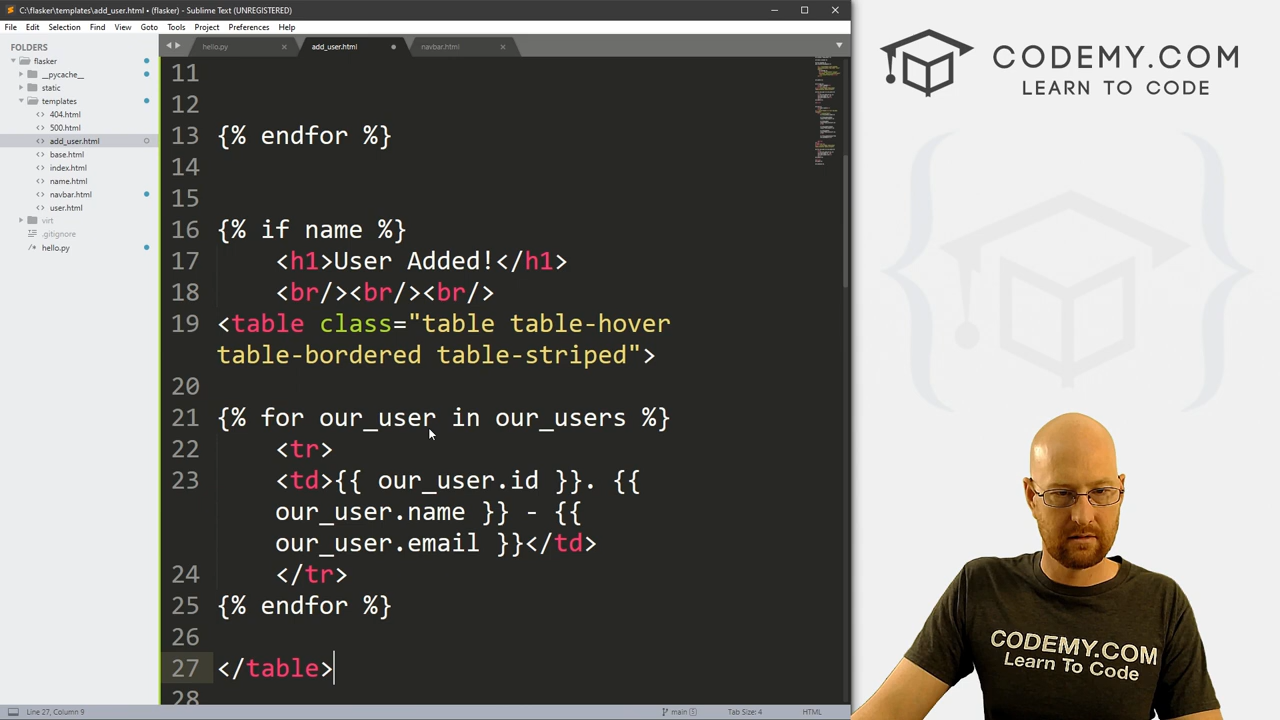 C:\flasker\templates\add_user.html • (flasker) - Sublime Text (UNREGISTERED)
File Edit Selection Find View Goto Tools Project Preferences Help
FOLDERS
flasker
__pycache__
static
templates
404.html
500.html
add_user.html
base.html
index.html
name.html
navbar.html
user.html
virt
.gitignore
hello.py
hello.py add_user.html navbar.html
11
12
13 {% endfor %}
14
15
16 {% if name %}
17 <h1>User Added!</h1>
18 <br/><br/><br/>
19 <table class="table table-hover
table-bordered table-striped">
20
21 {% for our_user in our_users %}
22 <tr>
23 <td>{{ our_user.id }}. {{
our_user.name }} - {{
our_user.email }}</td>
24 </tr>
25 {% endfor %}
26
27 </table>
28
Line 27, Column 9
main
Tab Size: 4
HTML
CODEMY.COM
LEARN TO CODE
CODEMY.COM
Learn To Code